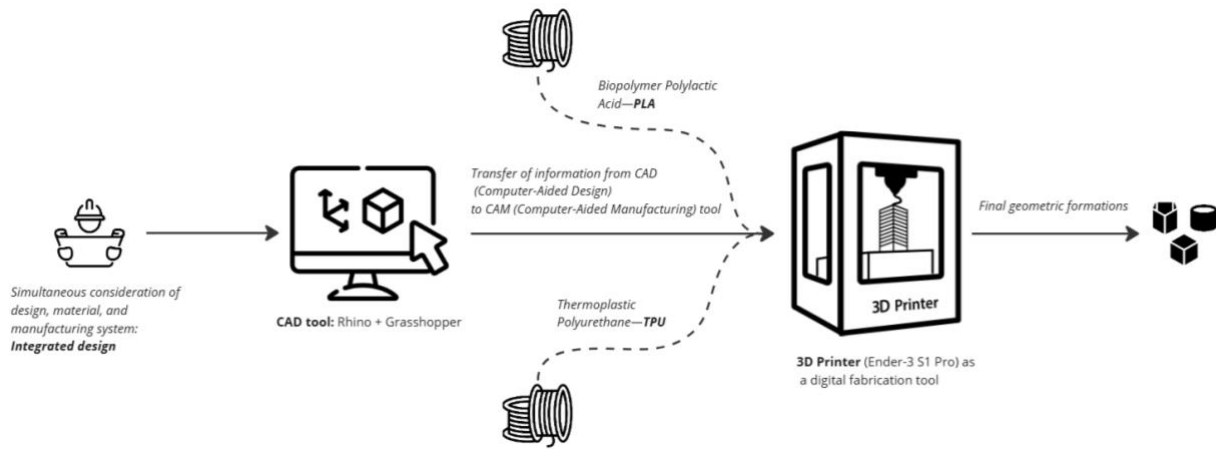 Biopolymer Polylactic
Acid—PLA
Transfer of information from CAD
(Computer-Aided Design)
to CAM (Computer-Aided Manufacturing) tool
Final geometric formations
Simultaneous consideration of
design, material, and
manufacturing system:
Integrated design
CAD tool: Rhino + Grasshopper
Thermoplastic
Polyurethane—TPU
3D Printer
3D Printer (Ender-3 S1 Pro) as
a digital fabrication tool